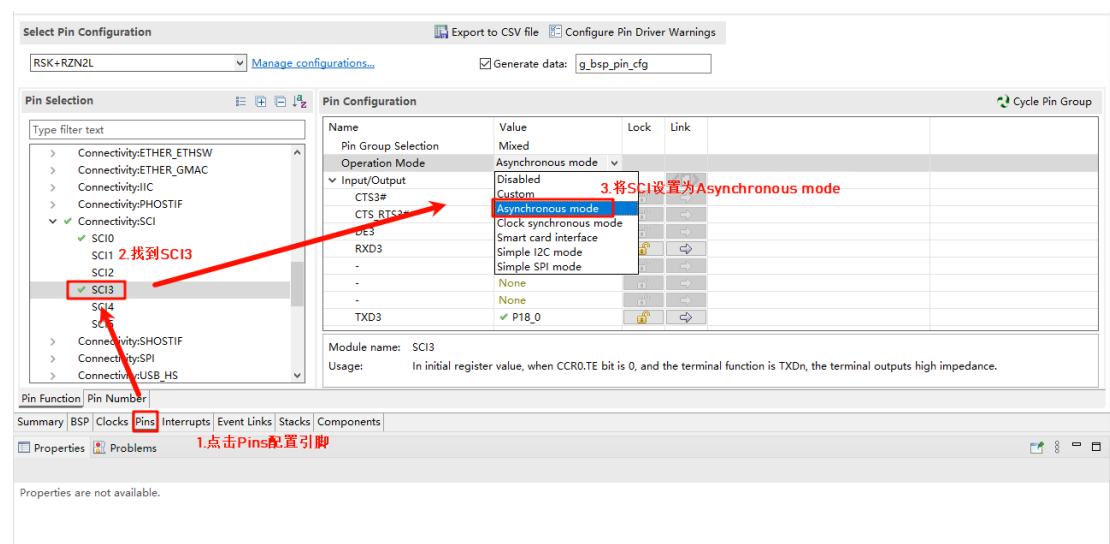 Select Pin Configuration
Export to CSV file
Configure Pin Driver Warnings
RSK+RZN2L
Manage configurations...
Generate data:
g_bsp_pin_cfg
Pin Selection
Pin Configuration
Cycle Pin Group
Type filter text
Connectivity:ETHER_ETHSW
Connectivity:ETHER_GMAC
Connectivity:IIC
Connectivity:PHOSTIF
Connectivity:SCI
SCI0
SCI1
2.找到SCI3
SCI2
SCI3
SCI4
SCI5
Connectivity:SHOSTIF
Connectivity:SPI
Connectivity:USB_HS
Name Value Lock Link
Pin Group Selection Mixed
Operation Mode Asynchronous mode
Input/Output
CTS3#
CTS_RTS3#
DE3
RXD3
-
- None
- None
TXD3 P18_0
Disabled
Custom
Asynchronous mode
Clock synchronous mode
Smart card interface
Simple I2C mode
Simple SPI mode
3.将SCI设置为Asynchronous mode
Module name: SCI3
Usage: In initial register value, when CCR0.TE bit is 0, and the terminal function is TXDn, the terminal outputs high impedance.
Pin Function Pin Number
Summary BSP Clocks Pins Interrupts Event Links Stacks Components
1.点击Pins配置引脚
Properties Problems
Properties are not available.